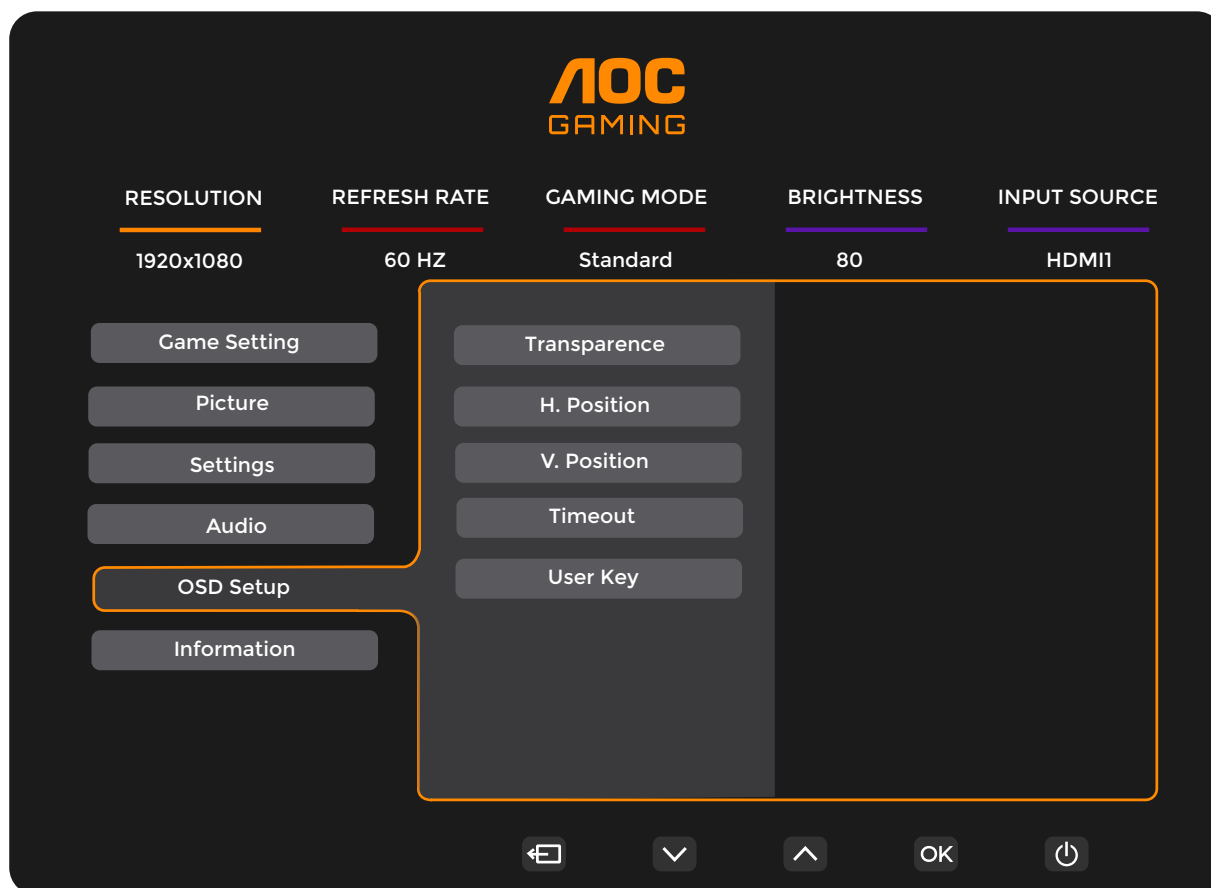 AOC
GAMING
RESOLUTION REFRESH RATE GAMING MODE BRIGHTNESS INPUT SOURCE
1920x1080 60 HZ Standard 80 HDMI1
Game Setting Transparence
Picture H. Position
Settings V. Position
Audio Timeout
OSD Setup User Key
Information
OK